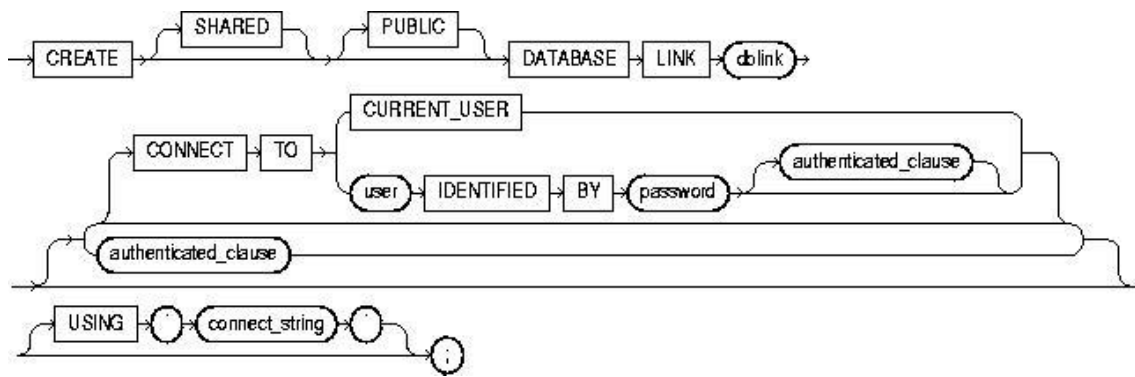 SHARED PUBLIC
CREATE DATABASE LINK dblink
CURRENT_USER
CONNECT TO authenticated_clause
user IDENTIFIED BY password
authenticated_clause
USING ' connect_string '
;